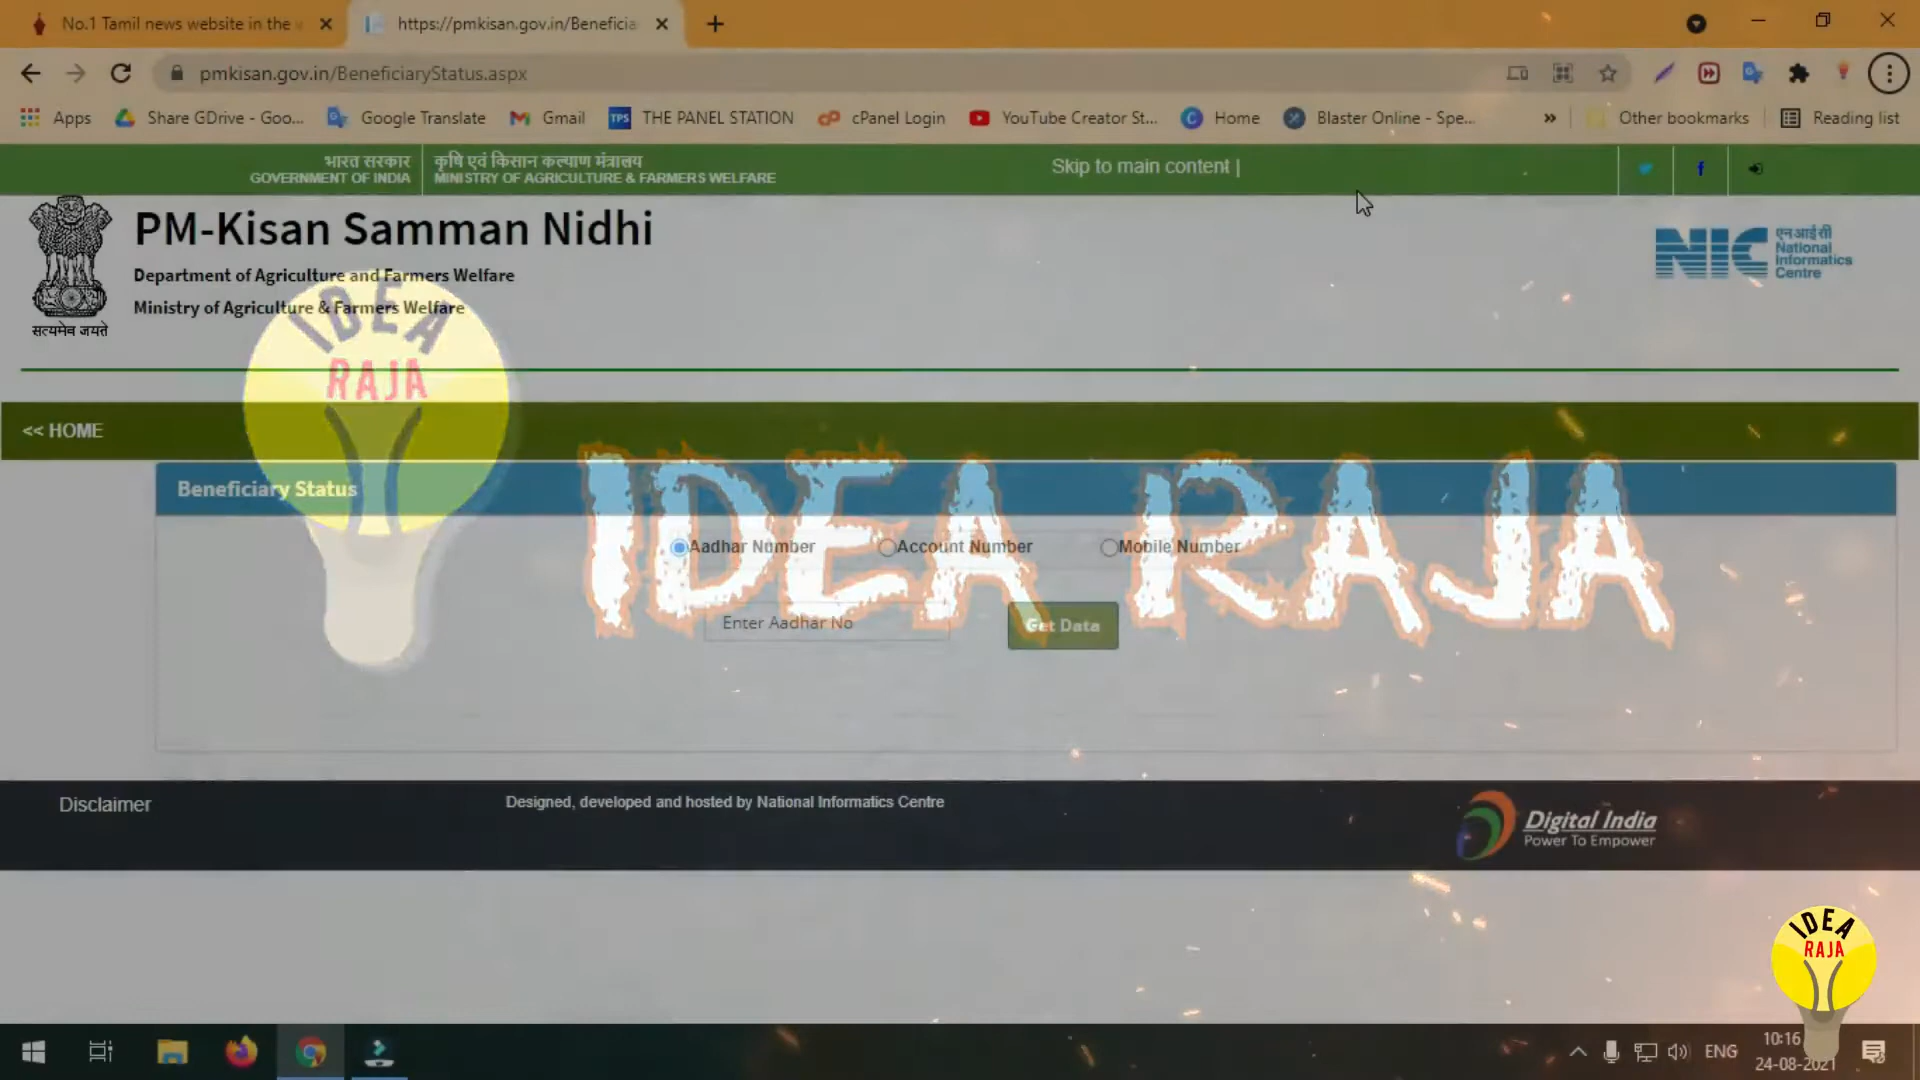 No.1 Tamil news website in the
https://pmkisan.gov.in/Beneficia
pmkisan.gov.in/BeneficiaryStatus.aspx
Apps
Share GDrive - Goo...
Google Translate
Gmail
TPS
THE PANEL STATION
cPanel Login
YouTube Creator St...
Home
Blaster Online - Spe...
Other bookmarks
Reading list
भारत सरकार
GOVERNMENT OF INDIA
कृषि एवं किसान कल्याण मंत्रालय
MINISTRY OF AGRICULTURE & FARMERS WELFARE
Skip to main content |
PM-Kisan Samman Nidhi
Department of Agriculture and Farmers Welfare
Ministry of Agriculture & Farmers Welfare
सत्यमेव जयते
NIC
एन आई सी
National
Informatics
Centre
IDEA
RAJA
<< HOME
IDEA RAJA
Beneficiary Status
Aadhar Number
Account Number
Mobile Number
Enter Aadhar No
Get Data
Disclaimer
Designed, developed and hosted by National Informatics Centre
Digital India
Power To Empower
IDEA
RAJA
ENG
10:16
24-08-2021